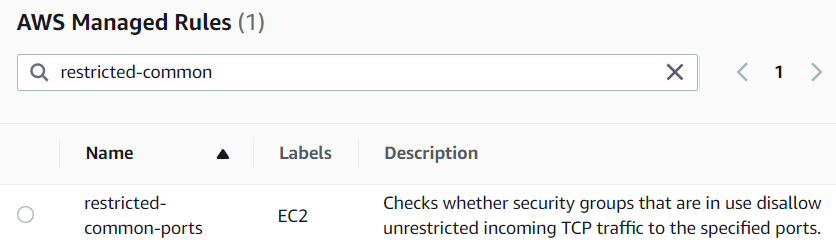 AWS Managed Rules (1)
restricted-common
1
Name Labels Description
restricted- Checks whether security groups that are in use disallow
common-ports EC2 unrestricted incoming TCP traffic to the specified ports.